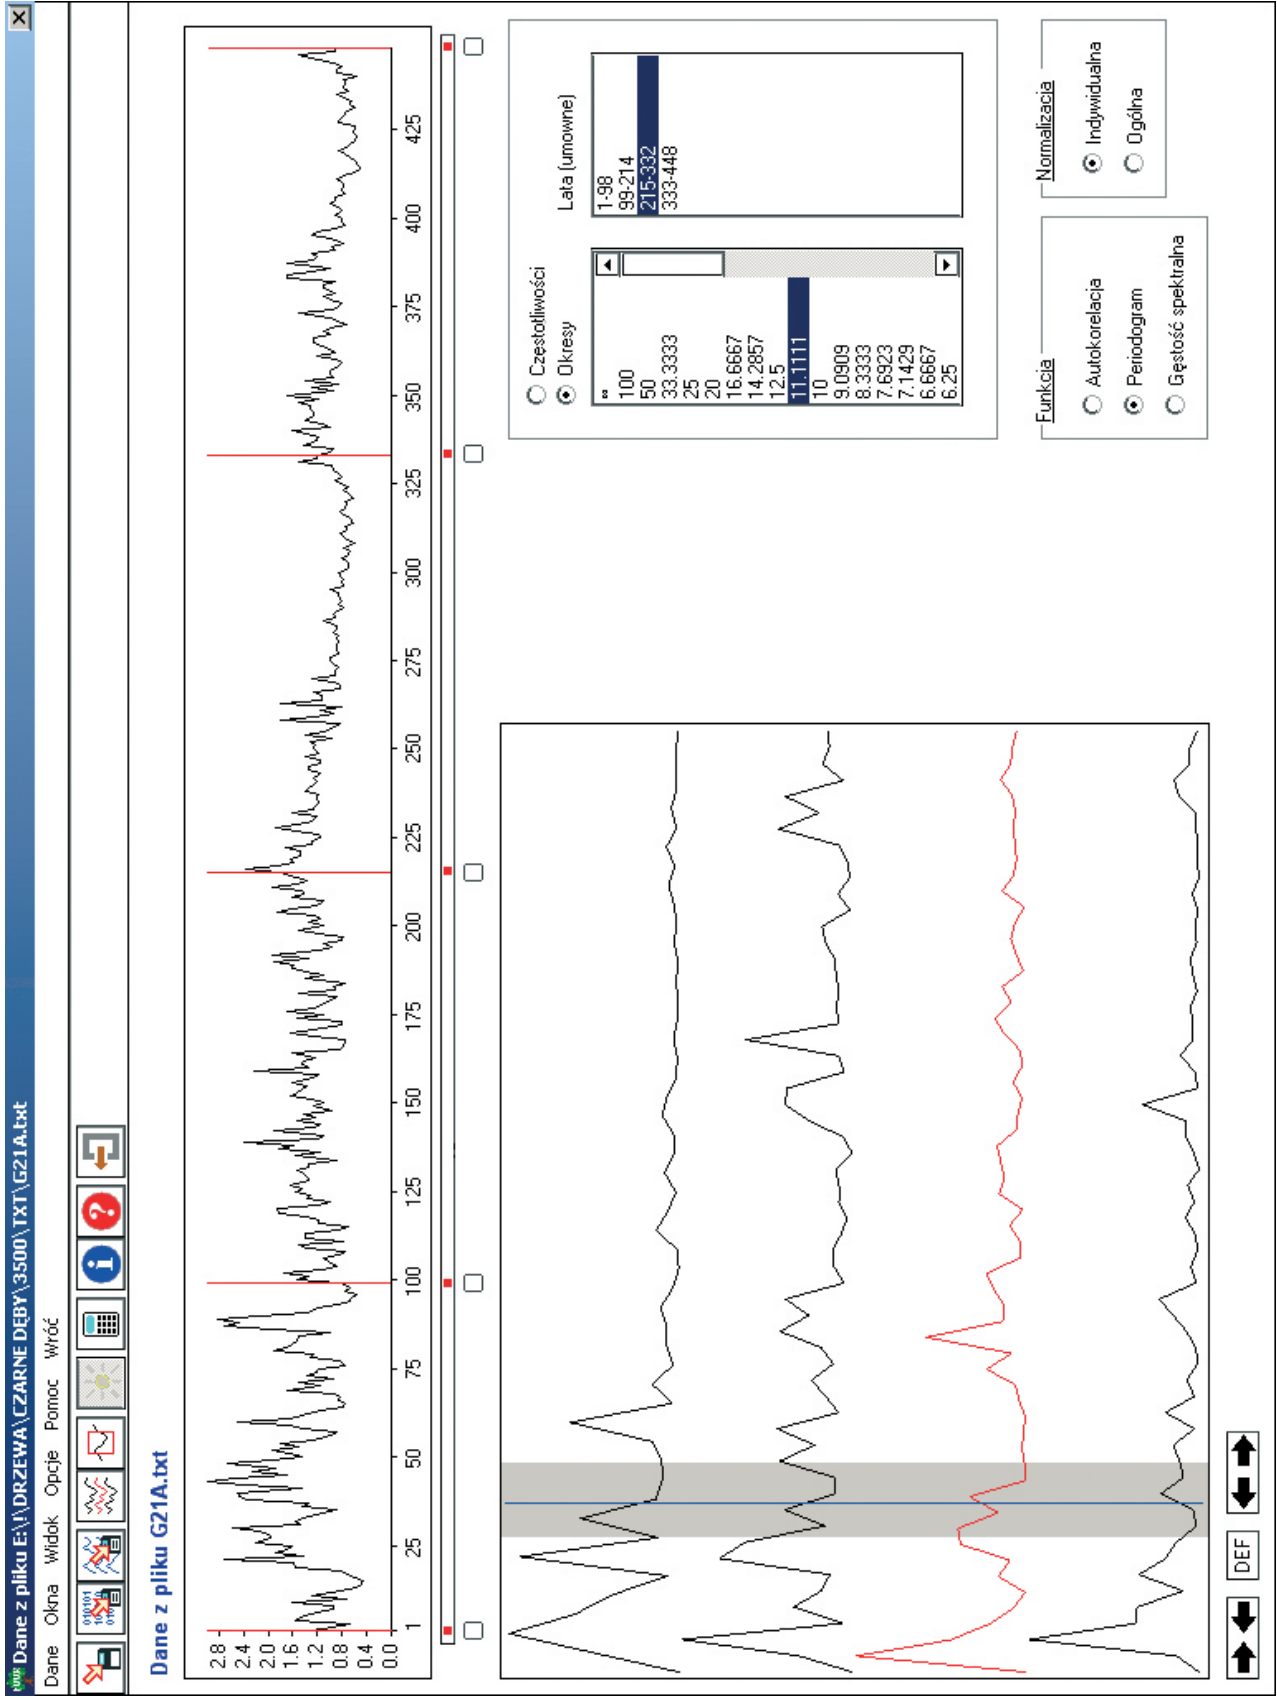 Dane z pliku E:\!\DRZEWA\CZARNE DĘBY\3500\TXT\G21A.txt
Dane Okna Widok Opcje Pomoc Wróć
Dane z pliku G21A.txt
2.8
2.4
2.0
1.6
1.2
0.8
0.4
0.0
1 25 50 75 100 125 150 175 200 225 250 275 300 325 350 375 400 425
Częstotliwości
Okresy
Lata (umowne)
∞
100
50
33.3333
25
20
16.6667
14.2857
12.5
11.1111
10
9.0909
8.3333
7.6923
7.1429
6.6667
6.25
1-98
99-214
215-332
333-448
Funkcja
Autokorelacja
Periodogram
Gęstość spektralna
Normalizacja
Indywidualna
Ogólna
DEF